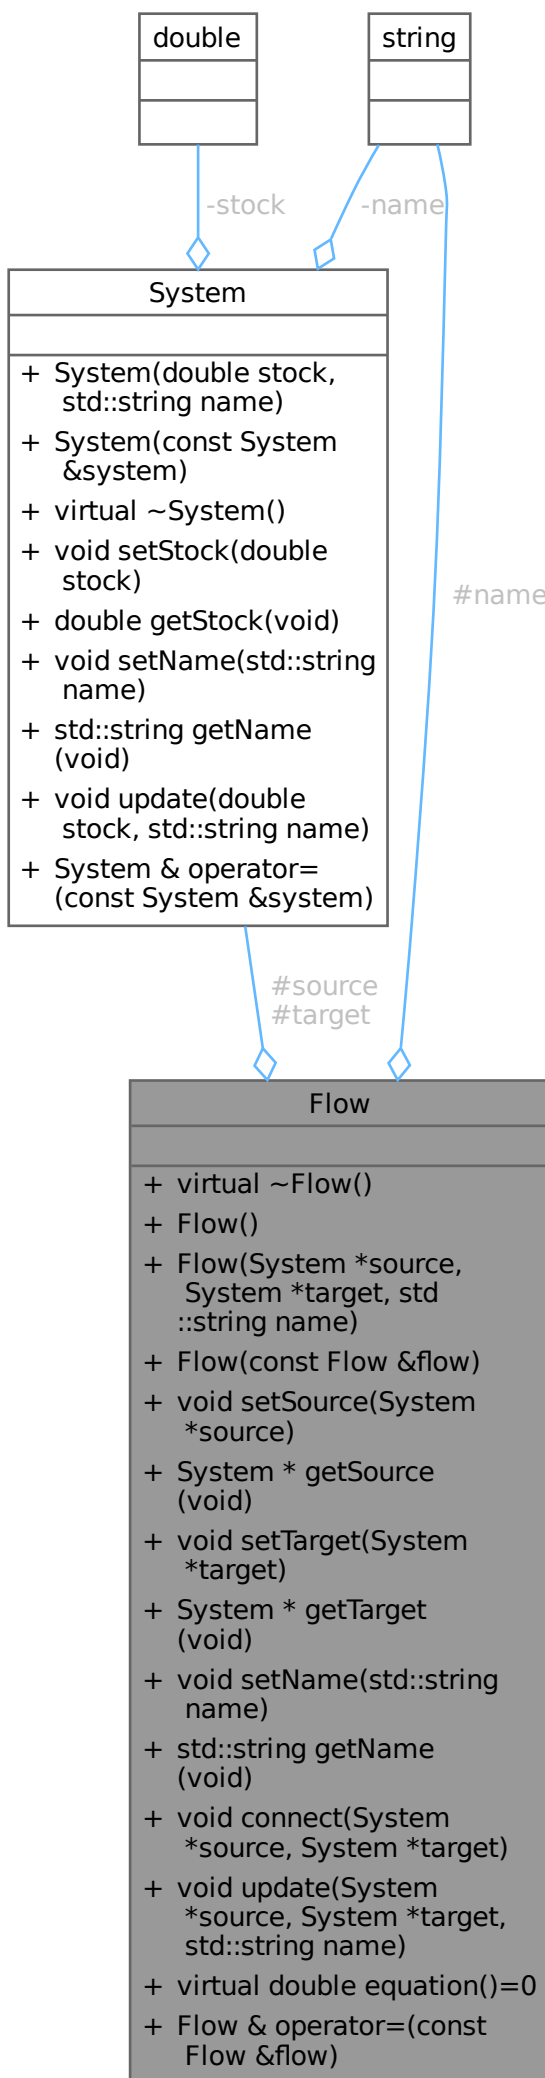 double
string
-stock
-name
System
+ System(double stock,
std::string name)
+ System(const System
&system)
+ virtual ~System()
+ void setStock(double
stock)
+ double getStock(void)
+ void setName(std::string
name)
+ std::string getName
(void)
+ void update(double
stock, std::string name)
+ System & operator=
(const System &system)
#name
#source
#target
Flow
+ virtual ~Flow()
+ Flow()
+ Flow(System *source,
System *target, std
::string name)
+ Flow(const Flow &flow)
+ void setSource(System
*source)
+ System * getSource
(void)
+ void setTarget(System
*target)
+ System * getTarget
(void)
+ void setName(std::string
name)
+ std::string getName
(void)
+ void connect(System
*source, System *target)
+ void update(System
*source, System *target,
std::string name)
+ virtual double equation()=0
+ Flow & operator=(const
Flow &flow)